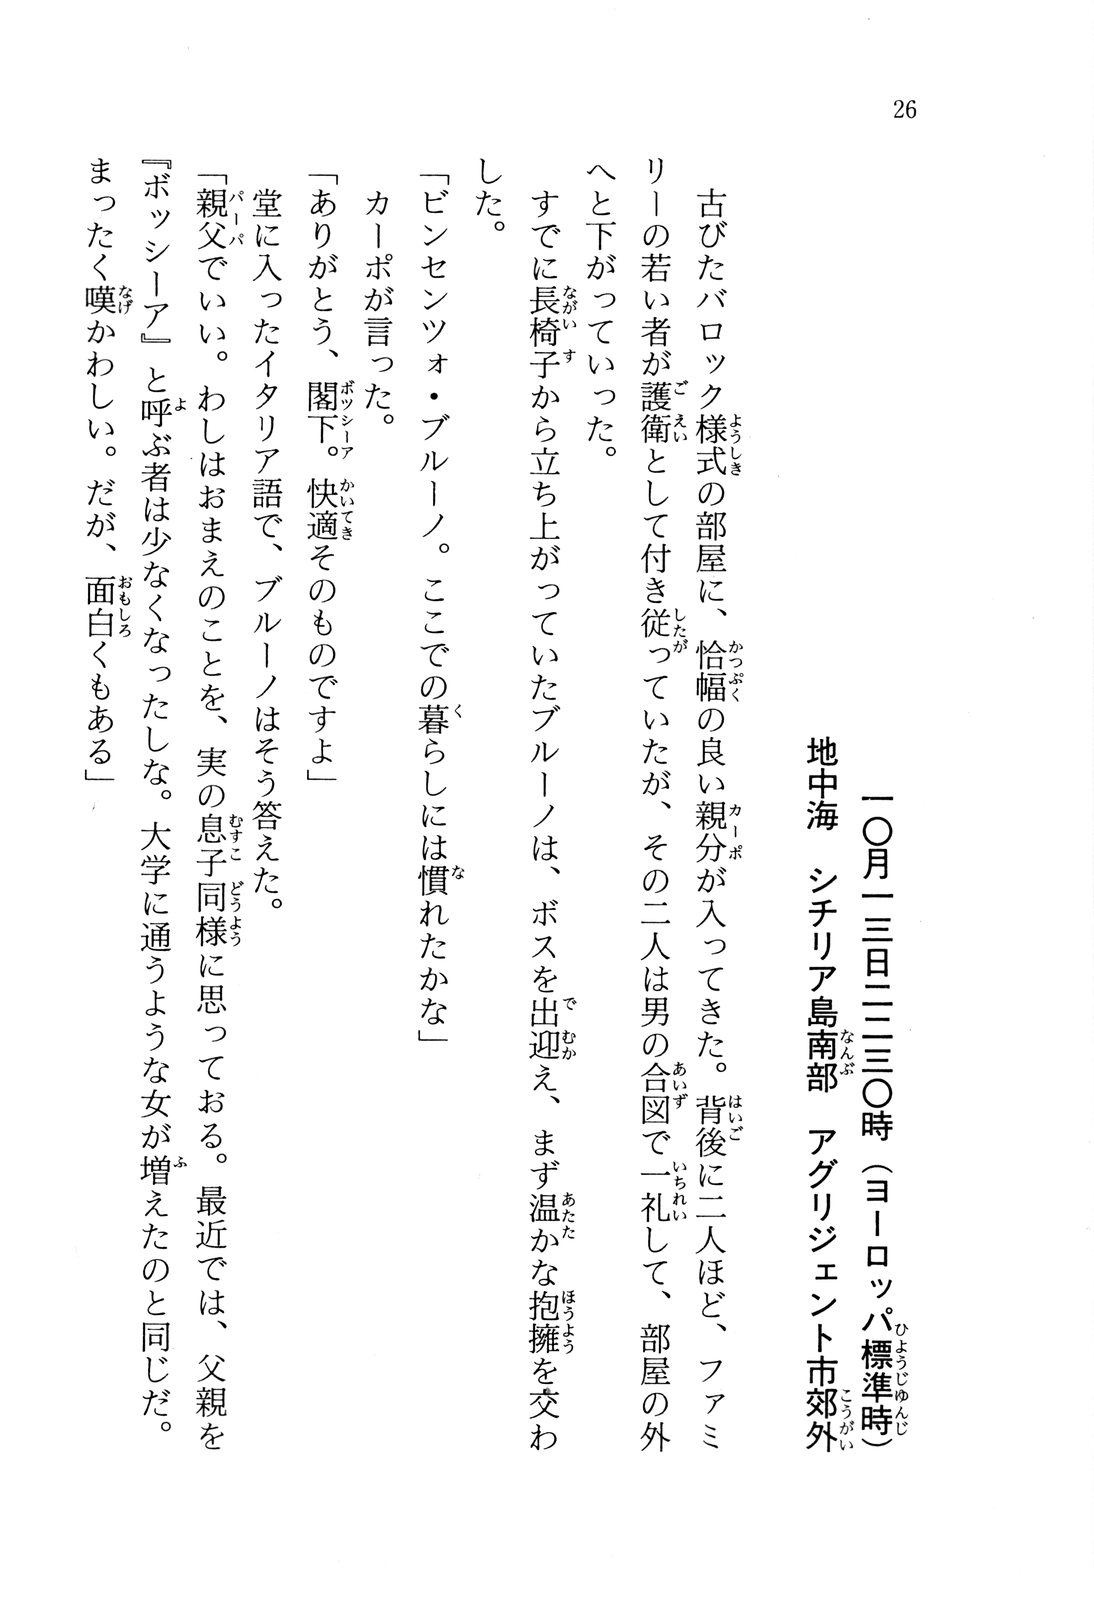 26
一〇月一三日二二三〇時（ヨーロッパ標準時）
地中海　シチリア島南部　アグリジェント市郊外
　古びたバロック様式の部屋に、恰幅の良い親分が入ってきた。背後に二人ほど、ファミ
リーの若い者が護衛として付き従っていたが、その二人は男の合図で一礼して、部屋の外
へと下がっていった。
　すでに長椅子から立ち上がっていたブルーノは、ボスを出迎え、まず温かな抱擁を交わ
した。
「ビンセンツォ・ブルーノ。ここでの暮らしには慣れたかな」
　カーポが言った。
「ありがとう、閣下。快適そのものですよ」
　堂に入ったイタリア語で、ブルーノはそう答えた。
「親父でいい。わしはおまえのことを、実の息子同様に思っておる。最近では、父親を
『ボッシーア』と呼ぶ者は少なくなったしな。大学に通うような女が増えたのと同じだ。
まったく嘆かわしい。だが、面白くもある」